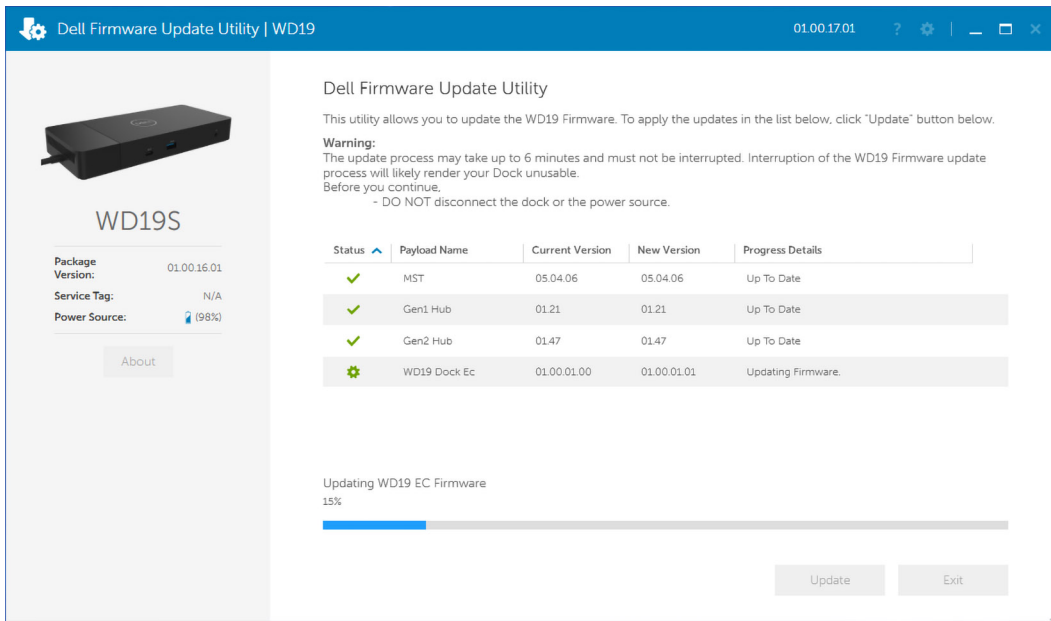 Dell Firmware Update Utility | WD19
01.00.17.01 ?
Dell Firmware Update Utility
This utility allows you to update the WD19 Firmware. To apply the updates in the list below, click "Update" button below.
Warning:
The update process may take up to 6 minutes and must not be interrupted. Interruption of the WD19 Firmware update
process will likely render your Dock unusable.
Before you continue,
- DO NOT disconnect the dock or the power source.
WD19S
Package
Version: 01.00.16.01
Service Tag: N/A
Power Source: (98%)
About
Status Payload Name Current Version New Version Progress Details
MST 05.04.06 05.04.06 Up To Date
Gen1 Hub 01.21 01.21 Up To Date
Gen2 Hub 01.47 01.47 Up To Date
WD19 Dock Ec 01.00.01.00 01.00.01.01 Updating Firmware.
Updating WD19 EC Firmware
15%
Update Exit